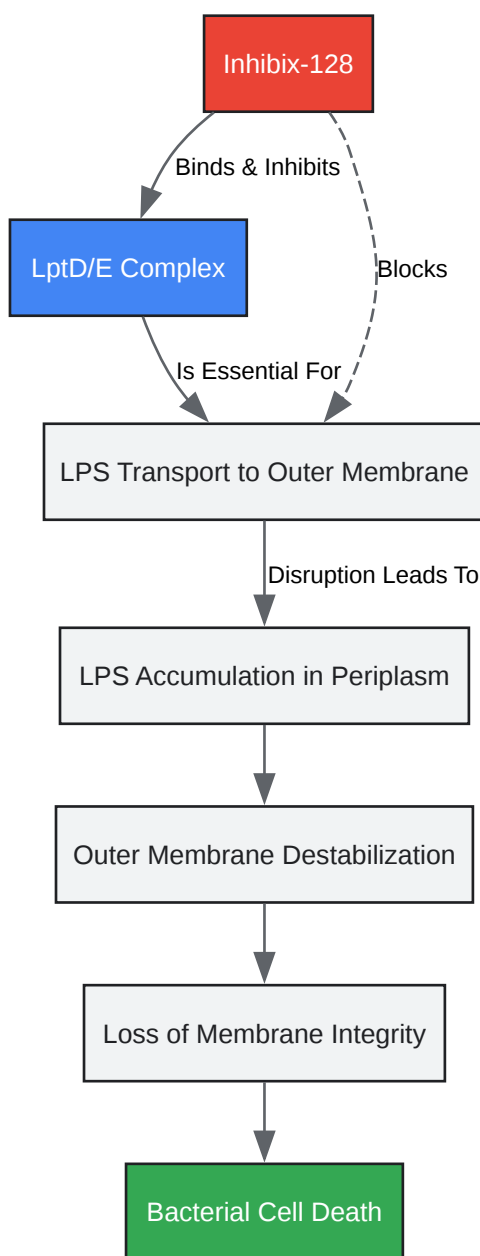 Inhibix-128
Binds & Inhibits
LptD/E Complex
Blocks
Is Essential For
LPS Transport to Outer Membrane
Disruption Leads To
LPS Accumulation in Periplasm
Outer Membrane Destabilization
Loss of Membrane Integrity
Bacterial Cell Death